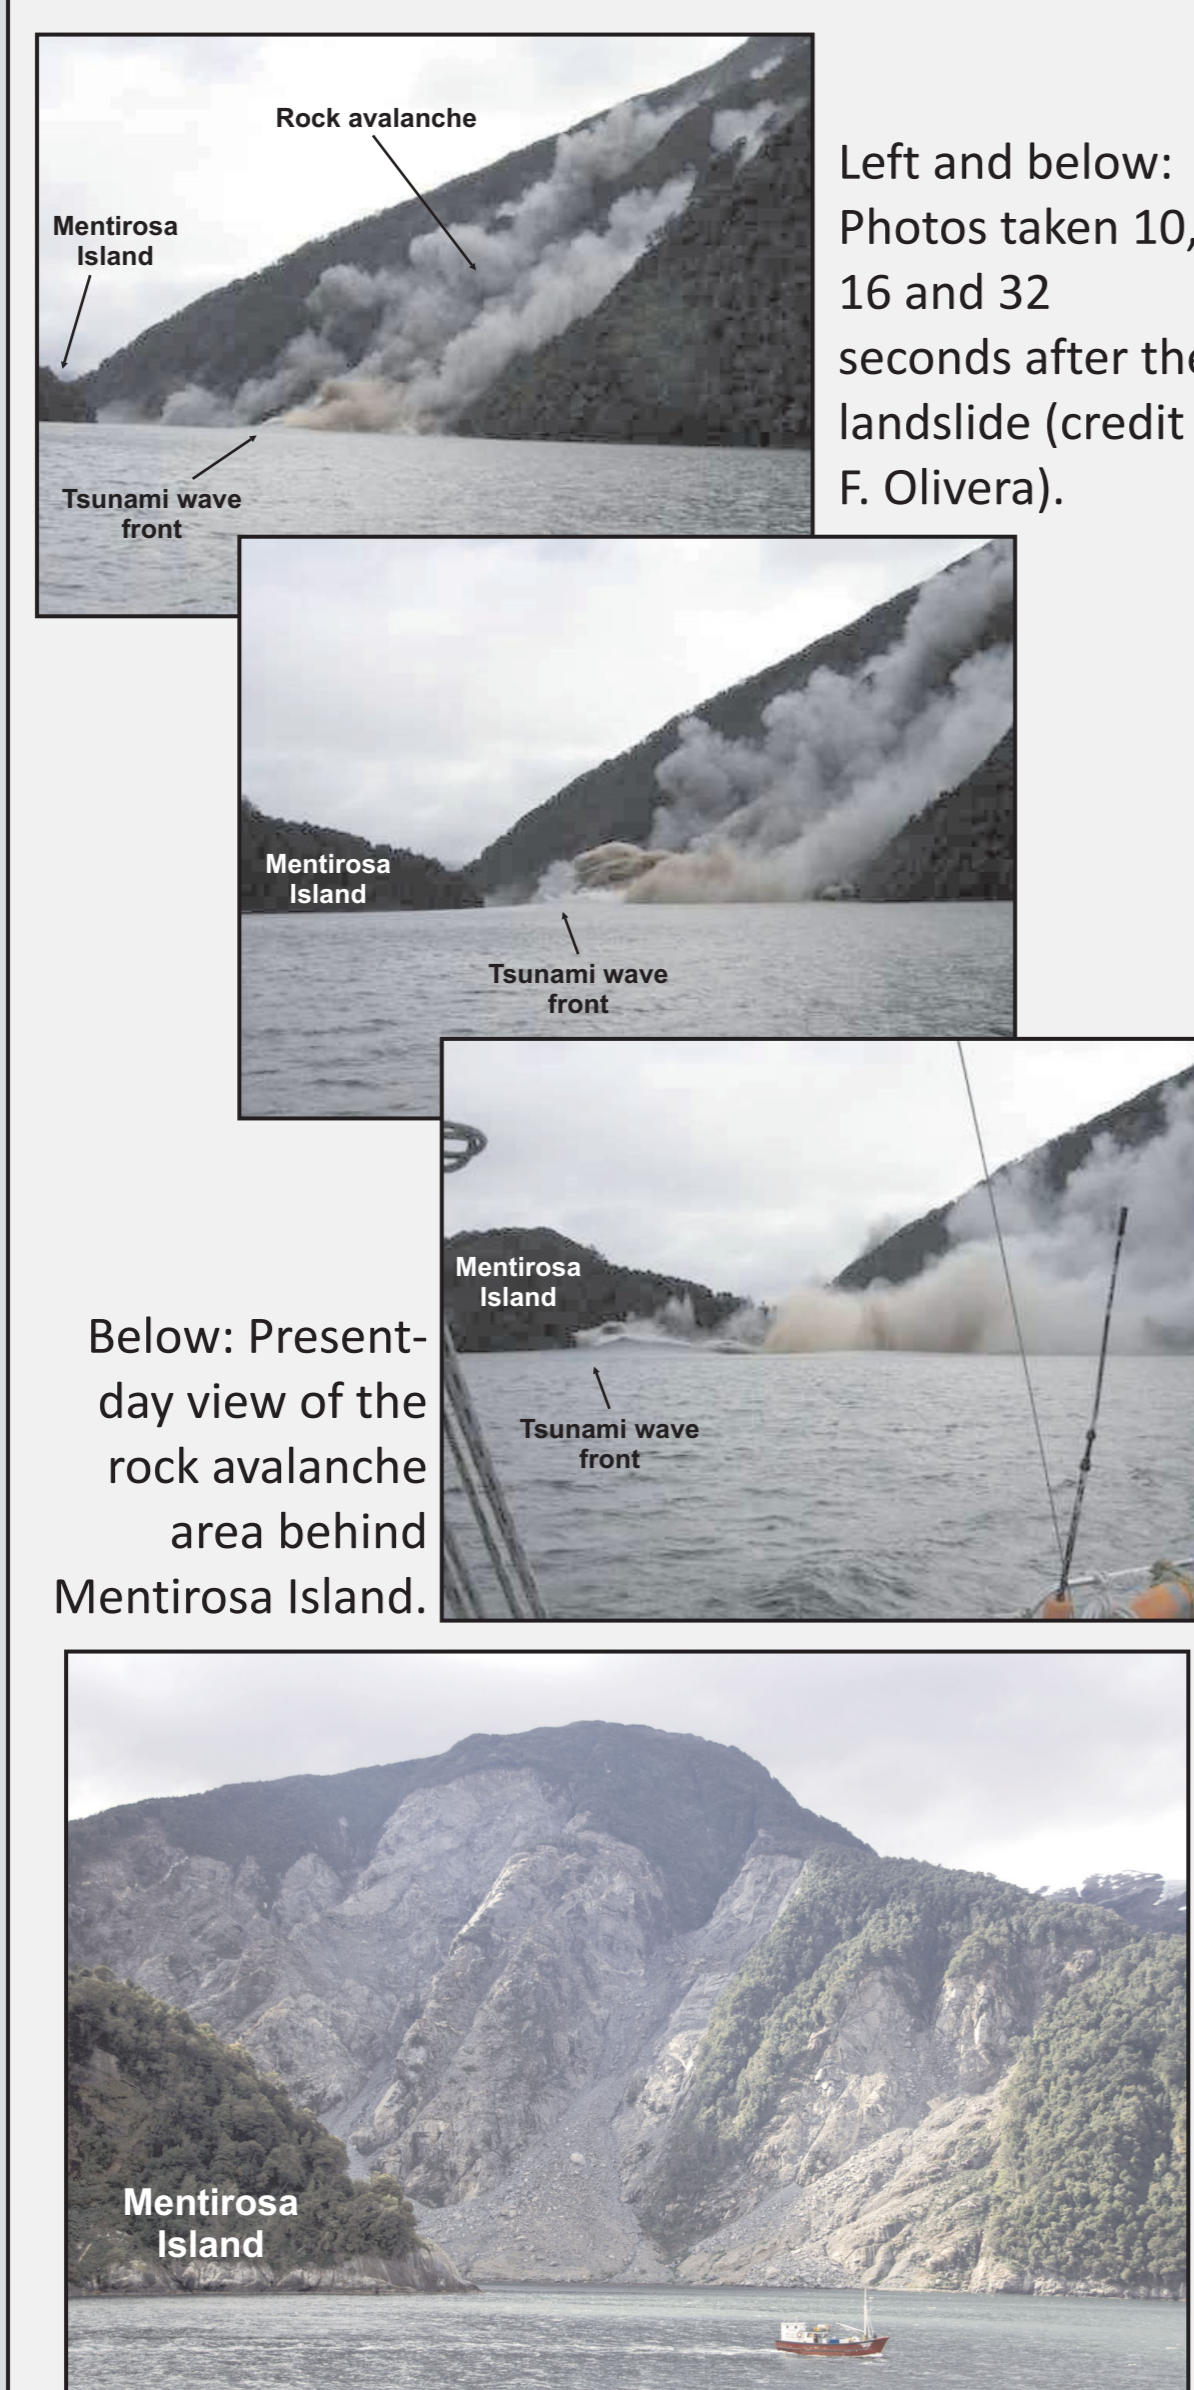 Rock avalanche
Mentirosa
Island
Tsunami wave
front
Left and below:
Photos taken 10,
16 and 32
seconds after the
landslide (credit
F. Olivera).
Mentirosa
Island
Tsunami wave
front
Mentirosa
Island
Tsunami wave
front
Below: Present-
day view of the
rock avalanche
area behind
Mentirosa Island.
Mentirosa
Island